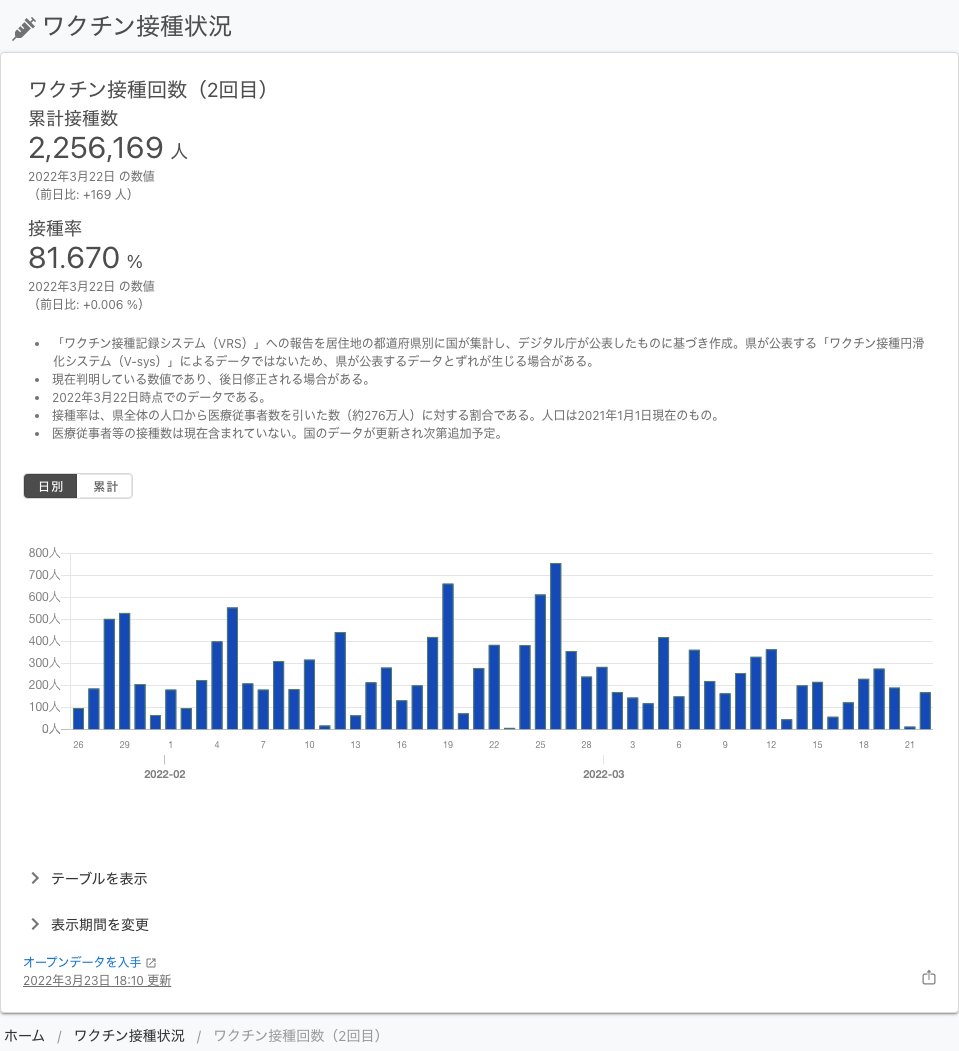 ワクチン接種状況
ワクチン接種回数（2回目）
累計接種数
2,256,169 人
2022年3月22日 の数値
（前日比: +169 人）
接種率
81.670 %
2022年3月22日 の数値
（前日比: +0.006 %）
「ワクチン接種記録システム（VRS）」への報告を居住地の都道府県別に国が集計し、デジタル庁が公表したものに基づき作成。県が公表する「ワクチン接種円滑
化システム（V-sys）」によるデータではないため、県が公表するデータとずれが生じる場合がある。
現在判明している数値であり、後日修正される場合がある。
2022年3月22日時点でのデータである。
接種率は、県全体の人口から医療従事者数を引いた数（約276万人）に対する割合である。人口は2021年1月1日現在のもの。
医療従事者等の接種数は現在含まれていない。国のデータが更新され次第追加予定。
日別 累計
800人
700人
600人
500人
400人
300人
200人
100人
0人
26 29 1 4 7 10 13 16 19 22 25 28 3 6 9 12 15 18 21
2022-02 2022-03
テーブルを表示
表示期間を変更
オープンデータを入手
2022年3月23日 18:10 更新
ホーム / ワクチン接種状況 / ワクチン接種回数（2回目）